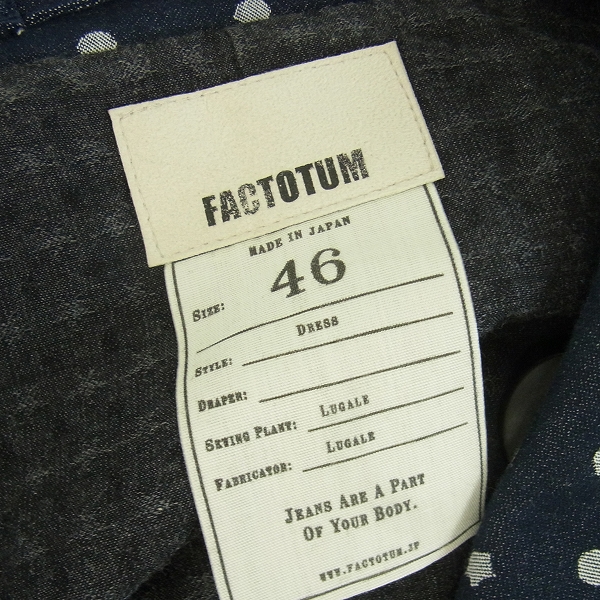 FACTOTUM
MADE IN JAPAN
SIZE: 46
STYLE: DRESS
DRAPER:
SEVING PLANT: LUGALE
FABRICATOR: LUGALE
JEANS ARE A PART
OF YOUR BODY.
WWW.FACTOTUM.JP